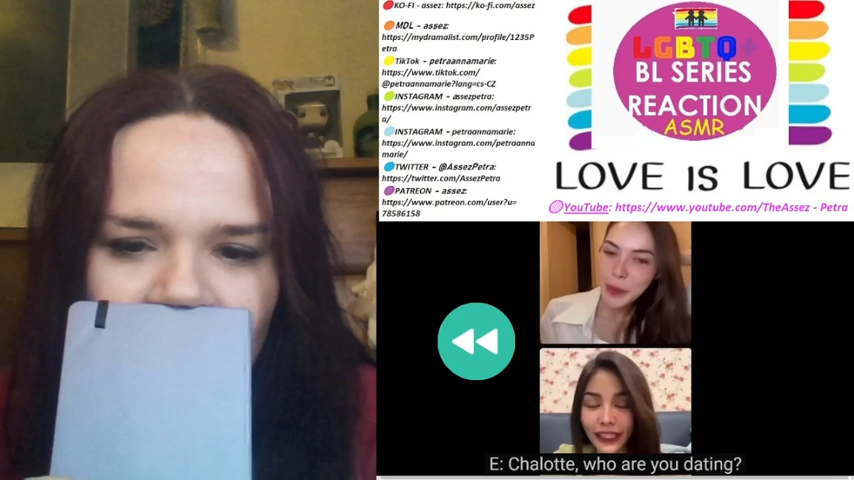 KO-FI - assez: https://ko-fi.com/assez
MDL - assez:
https://mydramalist.com/profile/1235P
etra
TikTok - petraannamarie:
https://www.tiktok.com/
@petraannamarie?lang=cs-CZ
INSTAGRAM - assezpetra:
https://www.instagram.com/assezpetr
a/
INSTAGRAM - petraannamarie:
https://www.instagram.com/petraanna
marie/
TWITTER - @AssezPetra:
https://twitter.com/AssezPetra
PATREON - assez:
https://www.patreon.com/user?u=
78586158
LGBTQ+
BL SERIES
REACTION
ASMR
LOVE IS LOVE
YouTube: https://www.youtube.com/TheAssez - Petra
E: Chalotte, who are you dating?